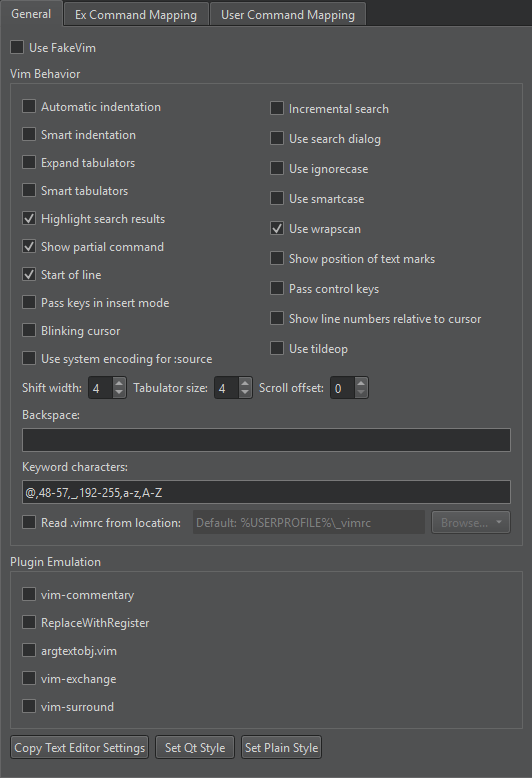 General Ex Command Mapping User Command Mapping
Use FakeVim
Vim Behavior
Automatic indentation
Smart indentation
Expand tabulators
Smart tabulators
Highlight search results
Show partial command
Start of line
Pass keys in insert mode
Blinking cursor
Use system encoding for :source
Incremental search
Use search dialog
Use ignorecase
Use smartcase
Use wrapscan
Show position of text marks
Pass control keys
Show line numbers relative to cursor
Use tildeop
Shift width: 4 Tabulator size: 4 Scroll offset: 0
Backspace:
Keyword characters:
@,48-57,_,192-255,a-z,A-Z
Read .vimrc from location: Default: %USERPROFILE%\_vimrc Browse...
Plugin Emulation
vim-commentary
ReplaceWithRegister
argtextobj.vim
vim-exchange
vim-surround
Copy Text Editor Settings Set Qt Style Set Plain Style